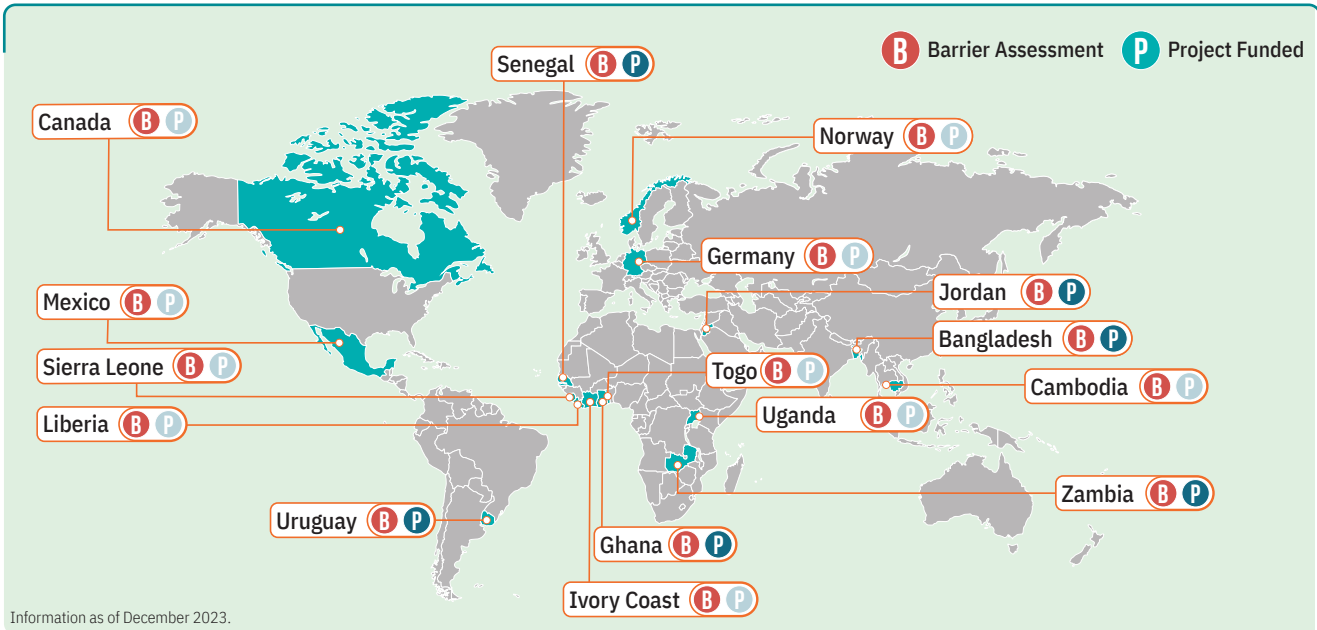 B Barrier Assessment P Project Funded
Senegal B P
Canada B P
Norway B P
Germany B P
Jordan B P
Mexico B P
Bangladesh B P
Sierra Leone B P
Togo B P
Cambodia B P
Liberia B P
Uganda B P
Zambia B P
Uruguay B P
Ghana B P
Ivory Coast B P
Information as of December 2023.